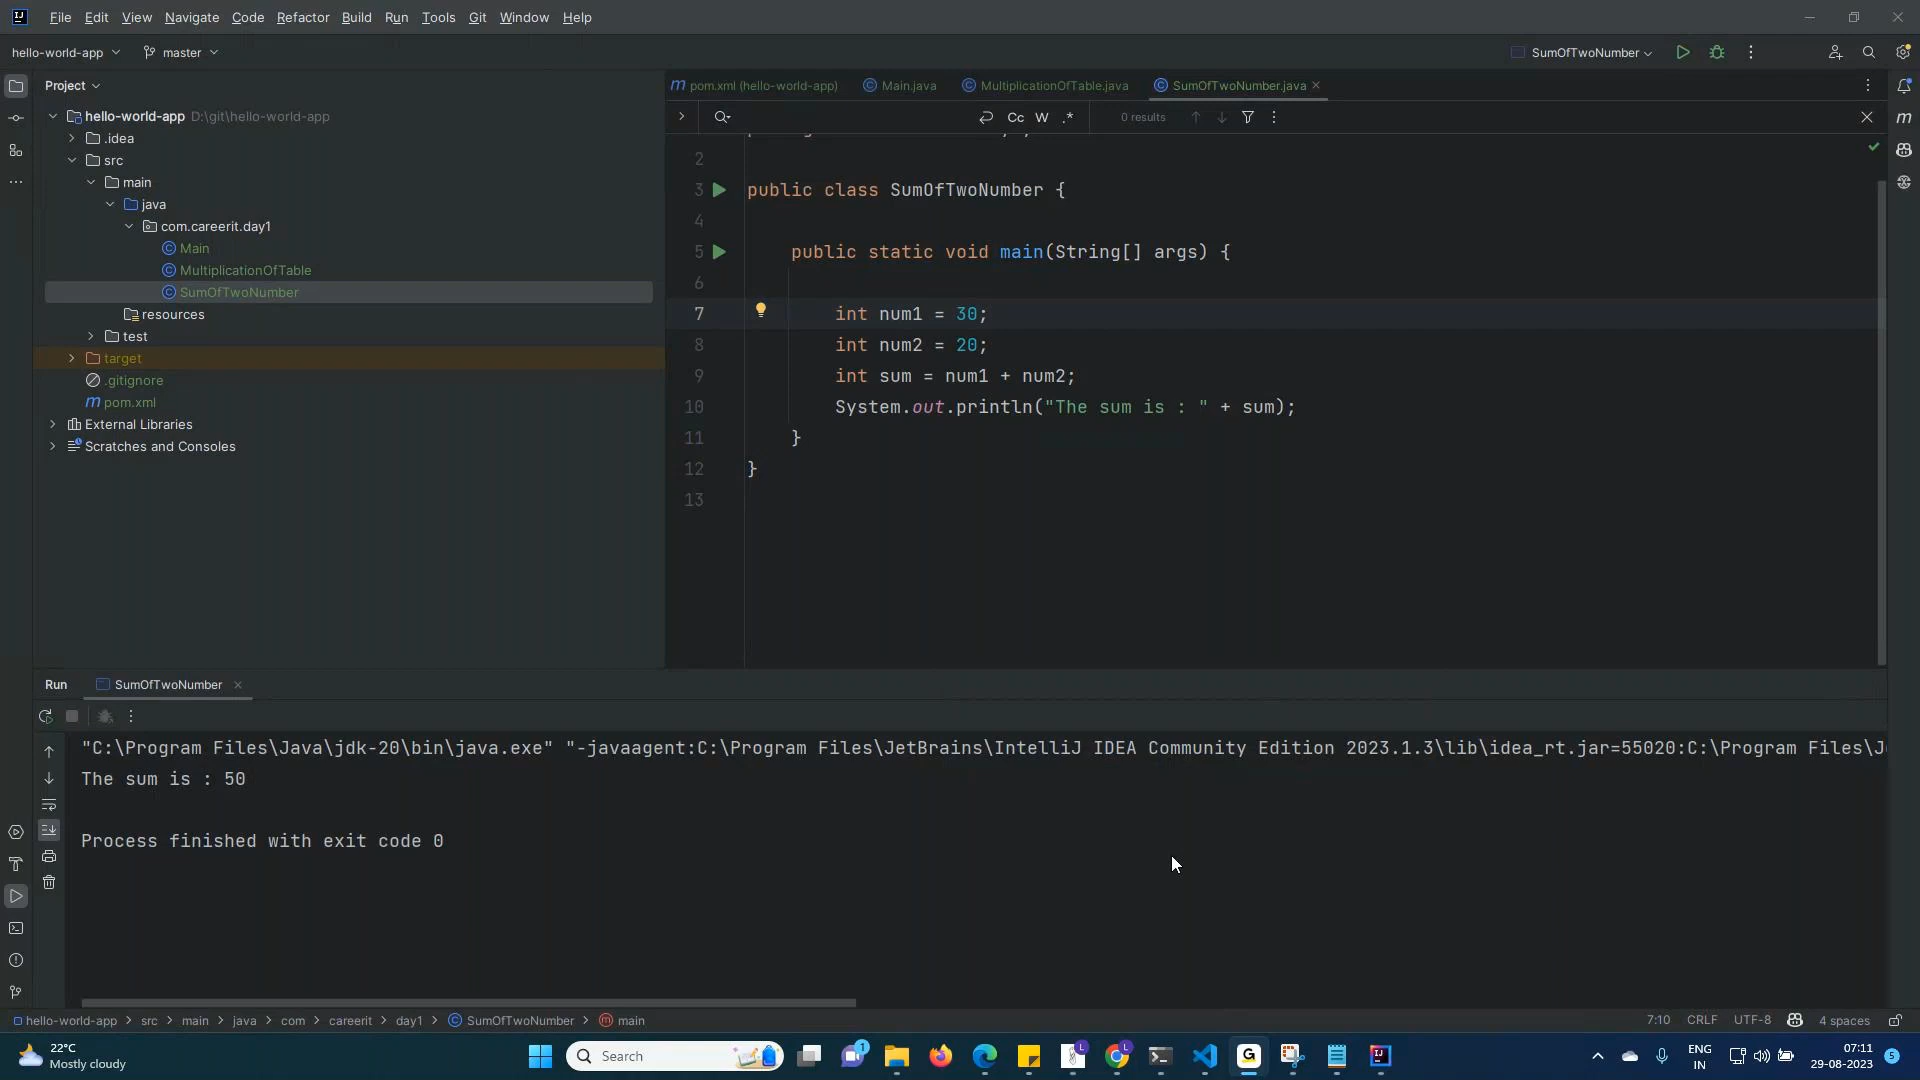 File Edit View Navigate Code Refactor Build Run Tools Git Window Help
hello-world-app master SumOfTwoNumber
Project
pom.xml (hello-world-app) Main.java MultiplicationOfTable.java SumOfTwoNumber.java
hello-world-app D:\git\hello-world-app
.idea
src
main
java
com.careerit.day1
Main
MultiplicationOfTable
SumOfTwoNumber
resources
test
target
.gitignore
pom.xml
External Libraries
Scratches and Consoles
Cc W .* 0 results
2
3 public class SumOfTwoNumber {
4
5 public static void main(String[] args) {
6
7 int num1 = 30;
8 int num2 = 20;
9 int sum = num1 + num2;
10 System.out.println("The sum is : " + sum);
11 }
12 }
13
Run SumOfTwoNumber
"C:\Program Files\Java\jdk-20\bin\java.exe" "-javaagent:C:\Program Files\JetBrains\IntelliJ IDEA Community Edition 2023.1.3\lib\idea_rt.jar=55020:C:\Program Files\J
The sum is : 50
Process finished with exit code 0
hello-world-app > src > main > java > com > careerit > day1 > SumOfTwoNumber > main 7:10 CRLF UTF-8 4 spaces
22°C
Mostly cloudy
Search
1
L
L
ENG
IN
07:11
29-08-2023
5